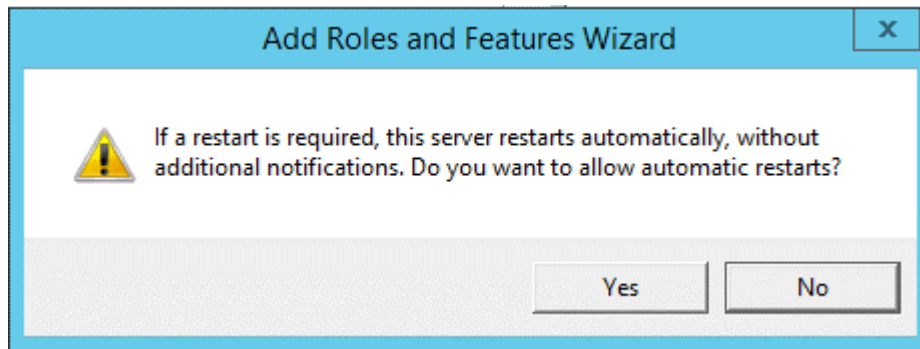 Add Roles and Features Wizard
x
If a restart is required, this server restarts automatically, without
additional notifications. Do you want to allow automatic restarts?
Yes
No